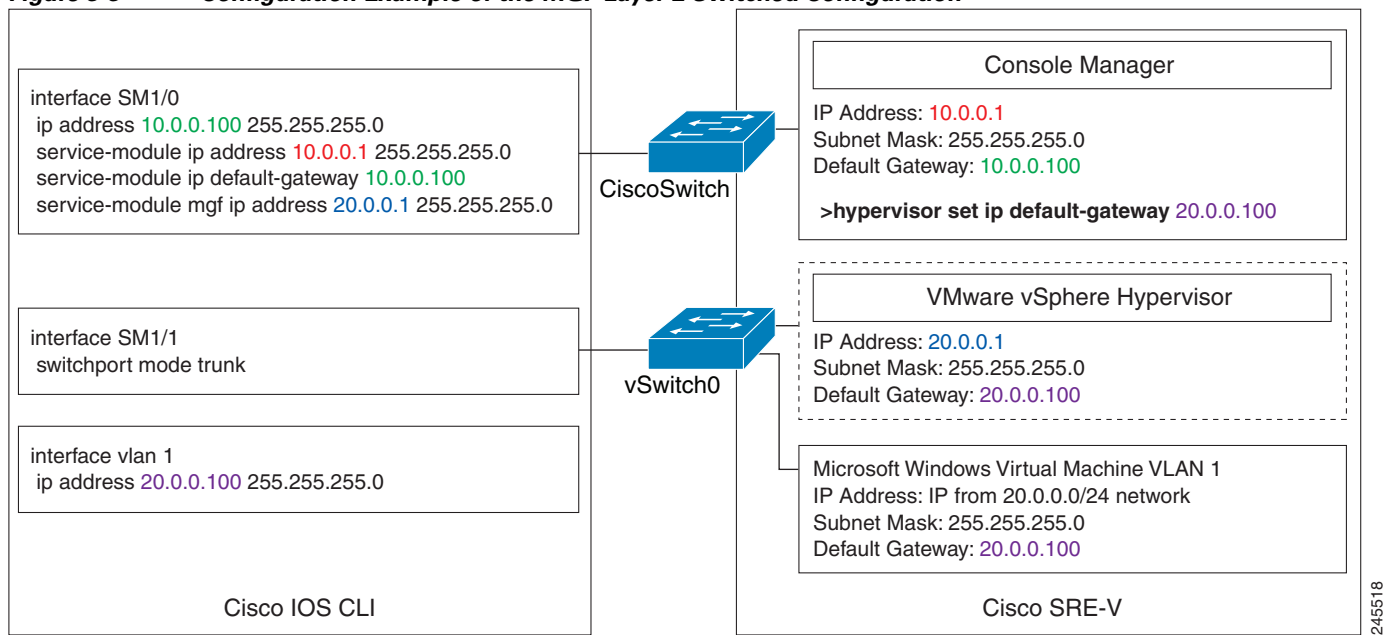 interface SM1/0
ip address 10.0.0.100 255.255.255.0
service-module ip address 10.0.0.1 255.255.255.0
service-module ip default-gateway 10.0.0.100
service-module mgf ip address 20.0.0.1 255.255.255.0
interface SM1/1
switchport mode trunk
interface vlan 1
ip address 20.0.0.100 255.255.255.0
Cisco IOS CLI
CiscoSwitch
vSwitch0
Console Manager
IP Address: 10.0.0.1
Subnet Mask: 255.255.255.0
Default Gateway: 10.0.0.100
>hypervisor set ip default-gateway 20.0.0.100
VMware vSphere Hypervisor
IP Address: 20.0.0.1
Subnet Mask: 255.255.255.0
Default Gateway: 20.0.0.100
Microsoft Windows Virtual Machine VLAN 1
IP Address: IP from 20.0.0.0/24 network
Subnet Mask: 255.255.255.0
Default Gateway: 20.0.0.100
Cisco SRE-V
245518